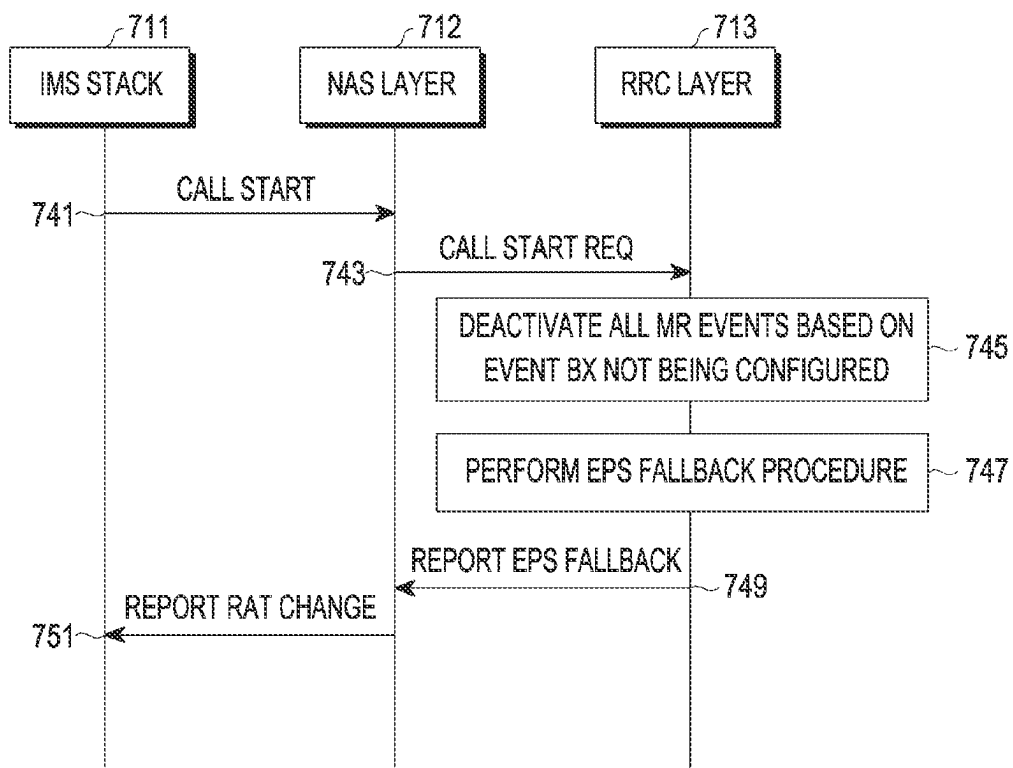 711
712
713
IMS STACK
NAS LAYER
RRC LAYER
CALL START
741
CALL START REQ
743
DEACTIVATE ALL MR EVENTS BASED ON
EVENT BX NOT BEING CONFIGURED
745
PERFORM EPS FALLBACK PROCEDURE
747
REPORT EPS FALLBACK
749
REPORT RAT CHANGE
751